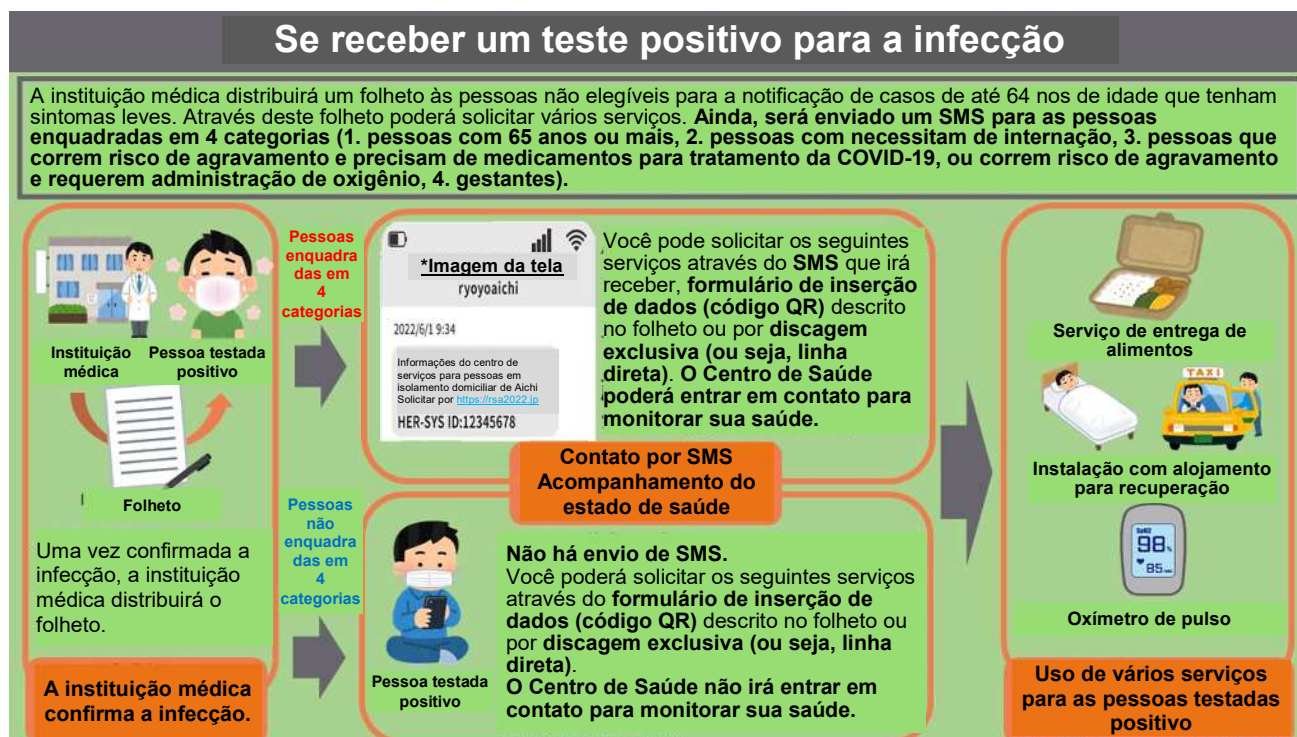 Se receber um teste positivo para a infecção
A instituição médica distribuirá um folheto às pessoas não elegíveis para a notificação de casos de até 64 nos de idade que tenham
sintomas leves. Através deste folheto poderá solicitar vários serviços. Ainda, será enviado um SMS para as pessoas
enquadradas em 4 categorias (1. pessoas com 65 anos ou mais, 2. pessoas com necessitam de internação, 3. pessoas que
correm risco de agravamento e precisam de medicamentos para tratamento da COVID-19, ou correm risco de agravamento
e requerem administração de oxigênio, 4. gestantes).
Instituição
médica
Pessoa testada
positivo
Folheto
Uma vez confirmada a
infecção, a instituição
médica distribuirá o
folheto.
A instituição médica
confirma a infecção.
Pessoas
enquadra
das em
4
categorias
*Imagem da tela
ryoyoaichi
2022/6/1 9:34
Informações do centro de
serviços para pessoas em
isolamento domiciliar de Aichi
Solicitar por https://rsa2022.jp
HER-SYS ID:12345678
Você pode solicitar os seguintes
serviços através do SMS que irá
receber, formulário de inserção
de dados (código QR) descrito
no folheto ou por discagem
exclusiva (ou seja, linha
direta). O Centro de Saúde
poderá entrar em contato para
monitorar sua saúde.
Contato por SMS
Acompanhamento do
estado de saúde
Pessoas
não
enquadra
das em
4
categorias
Pessoa testada
positivo
Não há envio de SMS.
Você poderá solicitar os seguintes serviços
através do formulário de inserção de
dados (código QR) descrito no folheto ou
por discagem exclusiva (ou seja, linha
direta).
O Centro de Saúde não irá entrar em
contato para monitorar sua saúde.
Serviço de entrega de
alimentos
TAXI
Instalação com alojamento
para recuperação
SpO2
98%
85
Oxímetro de pulso
Uso de vários serviços
para as pessoas testadas
positivo